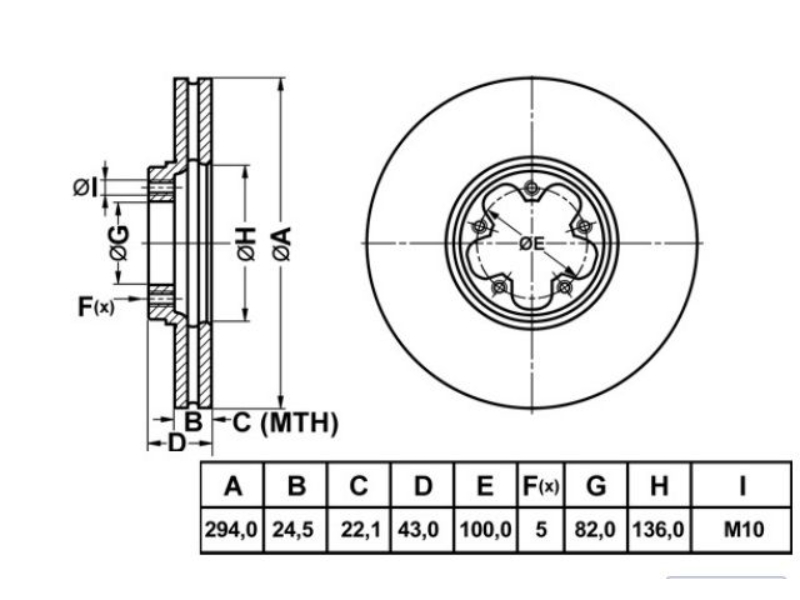 ØI
ØG
ØH
ØA
F(x)
ØE
B
C (MTH)
D
A B C D E F(x) G H I
294,0 24,5 22,1 43,0 100,0 5 82,0 136,0 M10